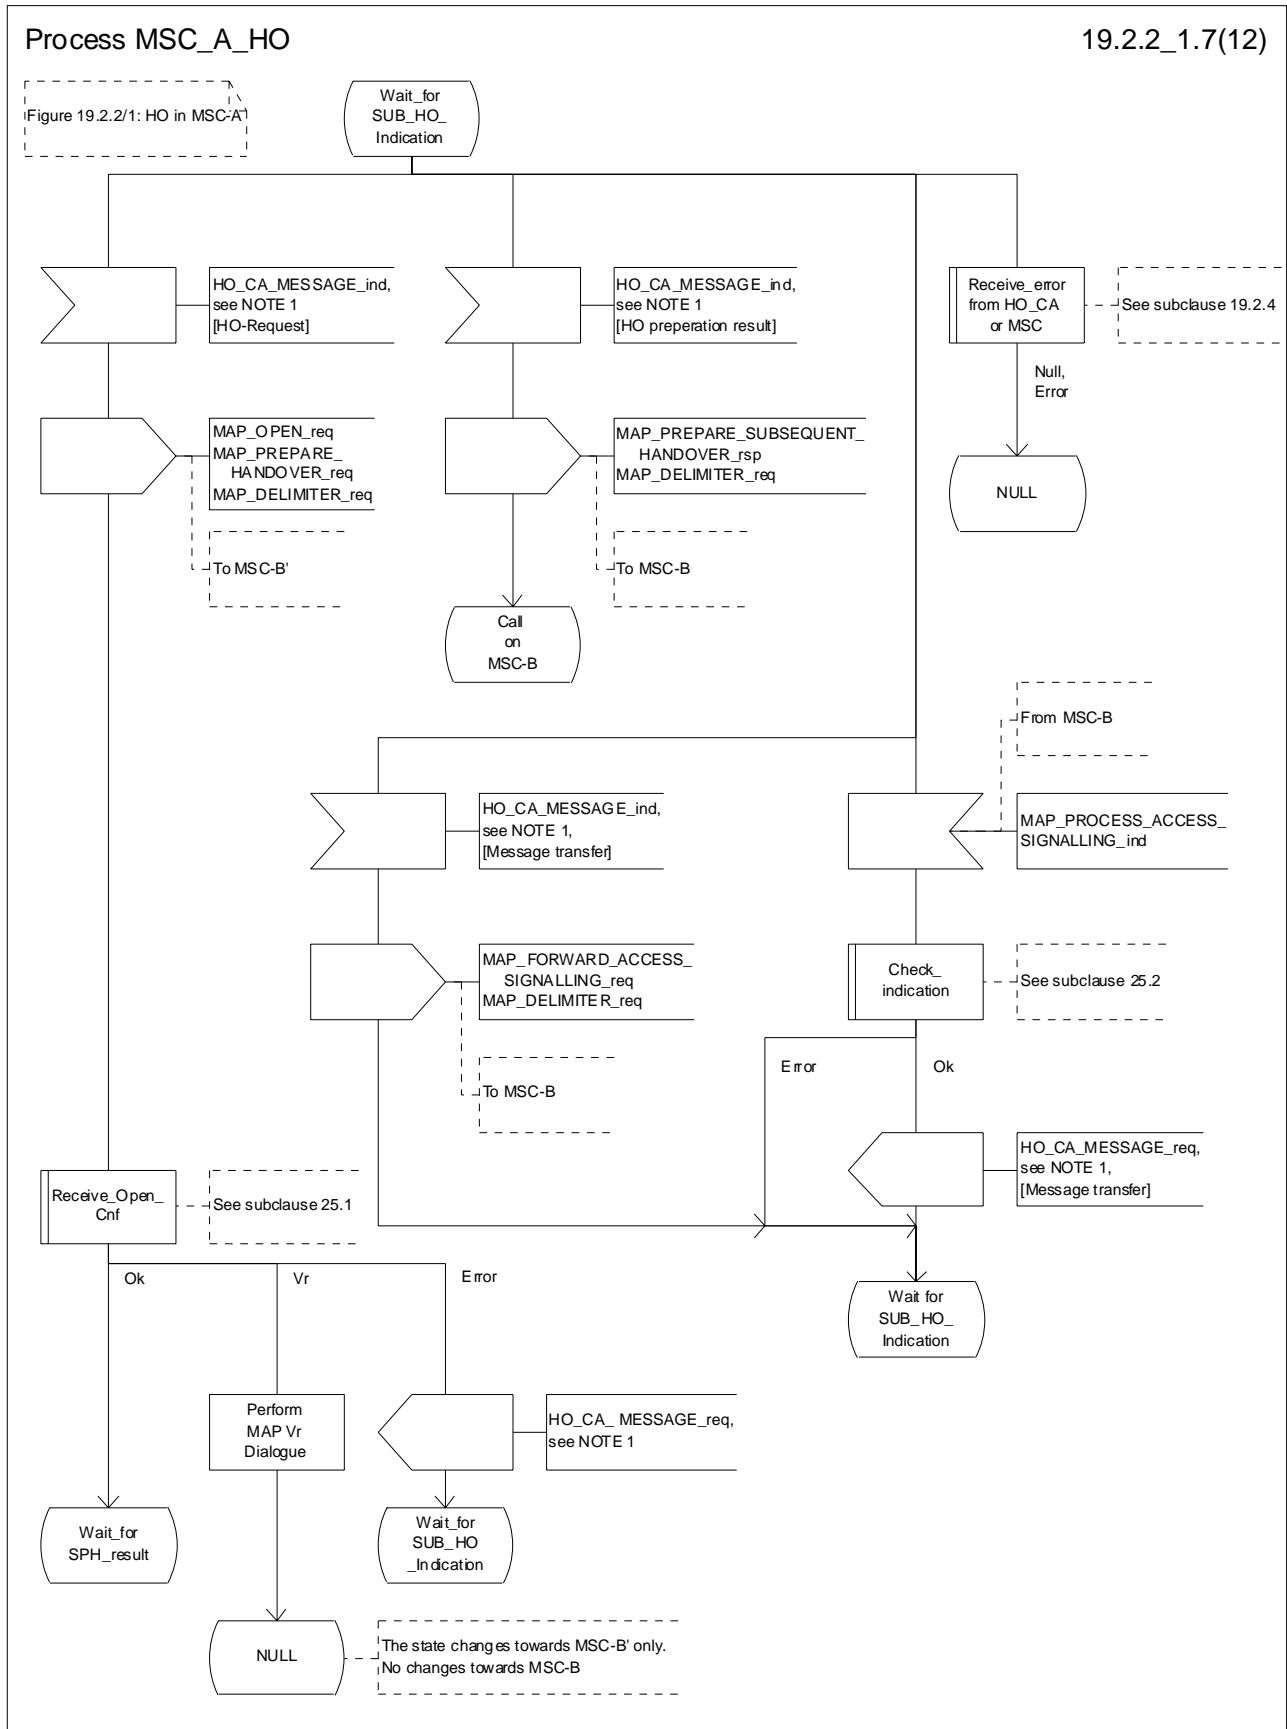 Process MSC_A_HO
19.2.2_1.7(12)
Figure 19.2.2/1: HO in MSC-A
Wait_for
SUB_HO_
Indication
HO_CA_MESSAGE_ind,
see NOTE 1
[HO-Request]
HO_CA_MESSAGE_ind,
see NOTE 1
[HO preperation result]
Receive_error
from HO_CA
or MSC
See subclause 19.2.4
Null,
Error
MAP_OPEN_req
MAP_PREPARE_
HANDOVER_req
MAP_DELIMITER_req
MAP_PREPARE_SUBSEQUENT_
HANDOVER_rsp
MAP_DELIMITER_req
NULL
To MSC-B'
To MSC-B
Call
on
MSC-B
From MSC-B
HO_CA_MESSAGE_ind,
see NOTE 1,
[Message transfer]
MAP_PROCESS_ACCESS_
SIGNALLING_ind
MAP_FORWARD_ACCESS_
SIGNALLING_req
MAP_DELIMITER_req
Check_
indication
See subclause 25.2
Error
Ok
To MSC-B
HO_CA_MESSAGE_req,
see NOTE 1,
[Message transfer]
Receive_Open_
Cnf
See subclause 25.1
Ok
Vr
Error
Wait for
SUB_HO_
Indication
Perform
MAP Vr
Dialogue
HO_CA_ MESSAGE_req,
see NOTE 1
Wait_for
SPH_result
Wait_for
SUB_HO
_Indication
NULL
The state changes towards MSC-B' only.
No changes towards MSC-B